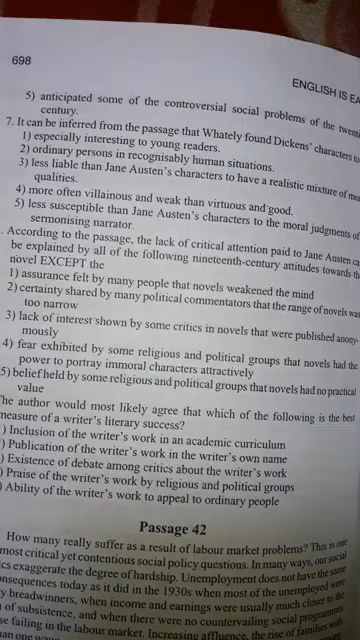 698
ENGLISH IS EA
5) anticipated some of the controversial social problems of the twenti
century.
7. It can be inferred from the passage that Whately found Dickens' characters to
1) especially interesting to young readers.
2) ordinary persons in recognisably human situations.
3) less liable than Jane Austen's characters to have a realistic mixture of mo
qualities.
4) more often villainous and weak than virtuous and good.
5) less susceptible than Jane Austen's characters to the moral judgments of
sermonising narrator.
. According to the passage, the lack of critical attention paid to Jane Austen ca
be explained by all of the following nineteenth-century attitudes towards th
novel EXCEPT the
1) assurance felt by many people that novels weakened the mind
2) certainty shared by many political commentators that the range of novels was
too narrow
3) lack of interest shown by some critics in novels that were published anony-
mously
4) fear exhibited by some religious and political groups that novels had the
power to portray immoral characters attractively
5) belief held by some religious and political groups that novels had no practical
value
The author would most likely agree that which of the following is the best
measure of a writer's literary success?
) Inclusion of the writer's work in an academic curriculum
) Publication of the writer's work in the writer's own name
) Existence of debate among critics about the writer's work
) Praise of the writer's work by religious and political groups
) Ability of the writer's work to appeal to ordinary people
Passage 42
How many really suffer as a result of labour market problems? This is one
most critical yet contentious social policy questions. In many ways, our social
ics exaggerate the degree of hardship. Unemployment does not have the same
onsequences today as it did in the 1930s when most of the unemployed were
y breadwinners, when income and earnings were usually much closer to the
of subsistence, and when there were no countervailing social programmes
se failing in the labour market. Increasing affluence, the rise of families with
than one wage